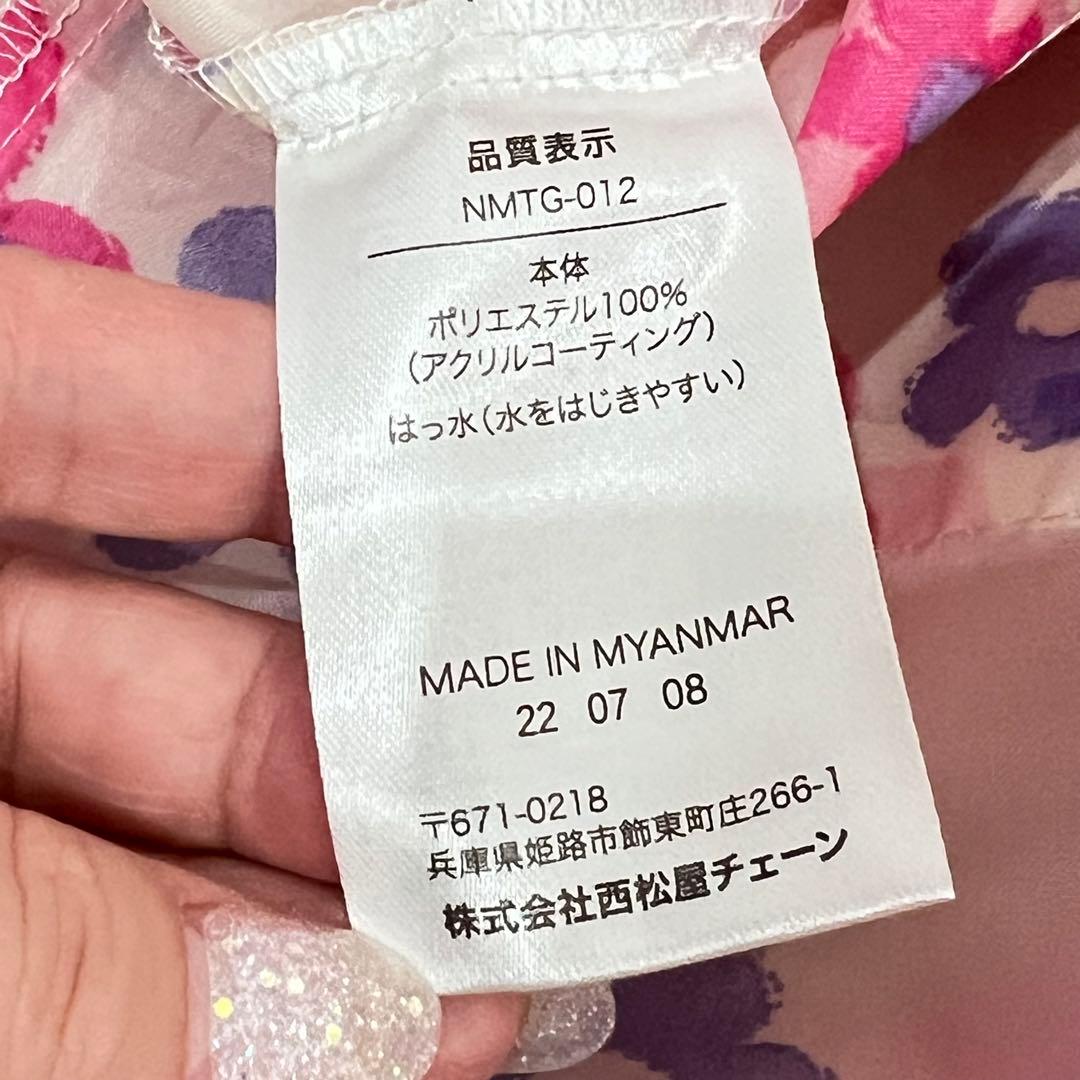 品質表示
NMTG-012
本体
ポリエステル100%
(アクリルコーティング)
はっ水(水をはじきやすい)
MADE IN MYANMAR
22 07 08
〒671-0218
兵庫県姫路市飾東町庄266-1
株式会社西松屋チェーン